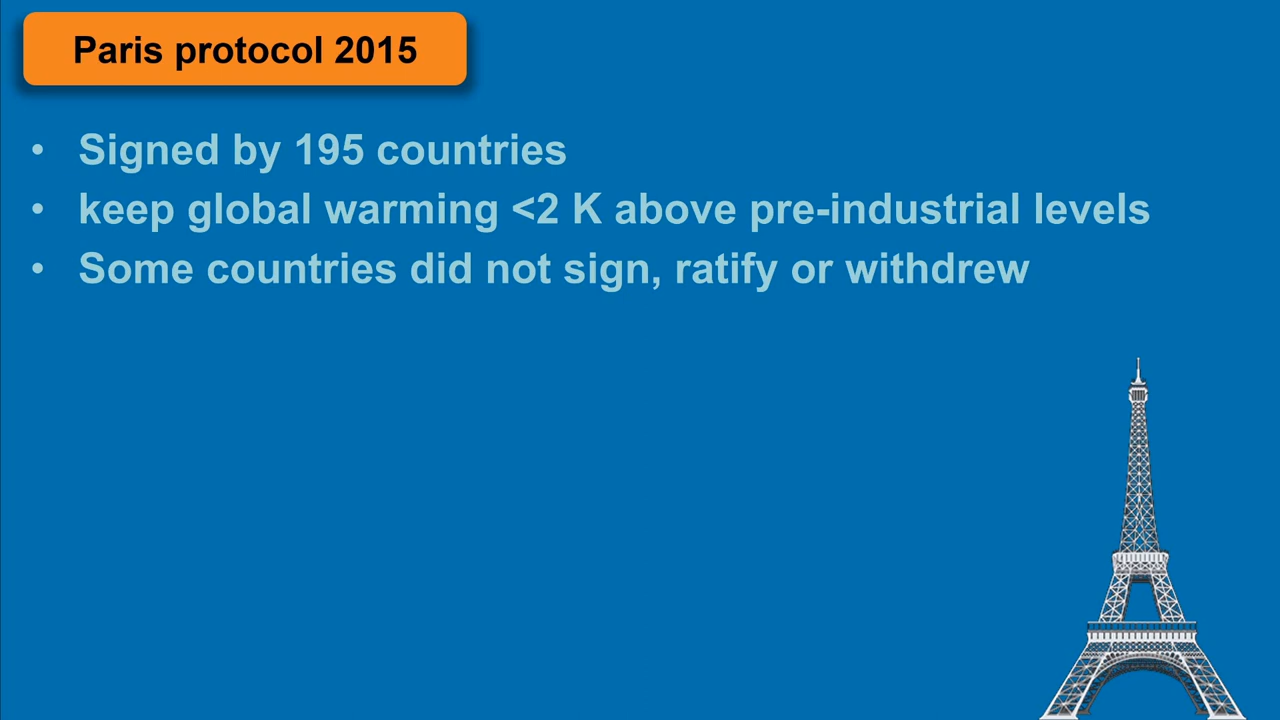 Paris protocol 2015
• Signed by 195 countries
• keep global warming <2 K above pre-industrial levels
• Some countries did not sign, ratify or withdrew